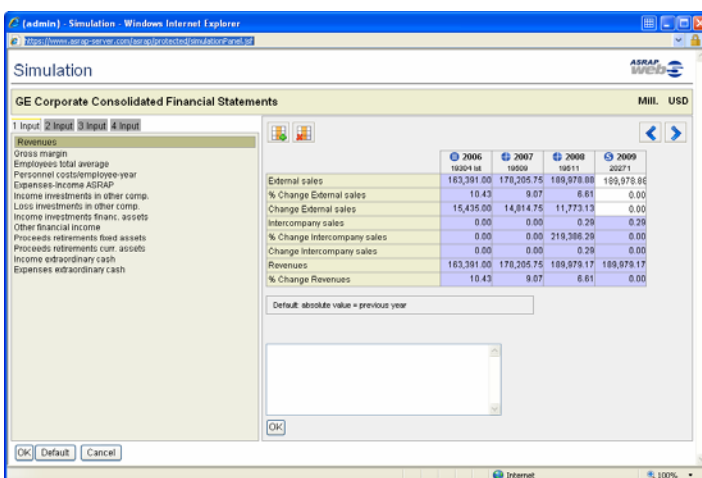 (admin) - Simulation - Windows Internet Explorer
https://www.asrap-server.com/asrap/protected/simulationPanel.jsf
Simulation
ASRAP
web
GE Corporate Consolidated Financial Statements Mill. USD
1 Input 2 Input 3 Input 4 Input
Revenues
Gross margin
Employees total average
Personnel costs/employee-year
Expenses-Income ASRAP
Income investments in other comp.
Loss investments in other comp.
Income investments financ. assets
Other financial income
Proceeds retirements fixed assets
Proceeds retirements curr. assets
Income extraordinary cash
Expenses extraordinary cash
2006 2007 2008 2009
19509 19511 20271
External sales 163,391.00 178,205.75 189,978.88 189,978.88
% Change External sales 10.43 9.07 6.61 0.00
Change External sales 15,435.00 14,814.75 11,773.13 0.00
Intercompany sales 0.00 0.00 0.29 0.29
% Change Intercompany sales 0.00 0.00 219,386.29 0.00
Change Intercompany sales 0.00 0.00 0.29 0.00
Revenues 163,391.00 178,205.75 189,979.17 189,979.17
% Change Revenues 10.43 9.07 6.61 0.00
Default: absolute value = previous year
OK
OK Default Cancel
Internet 100%